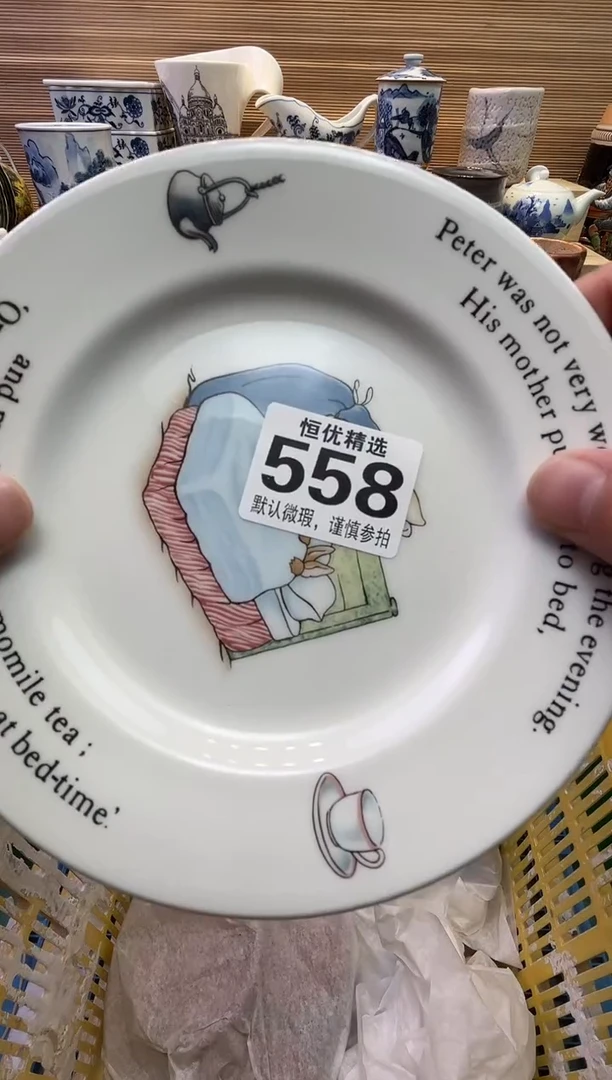 Peter was not very
the evening.
His mother
to bed,
恒优精选
558
默认微瑕，谨慎参拍
and
tea ;
at bed-time.'